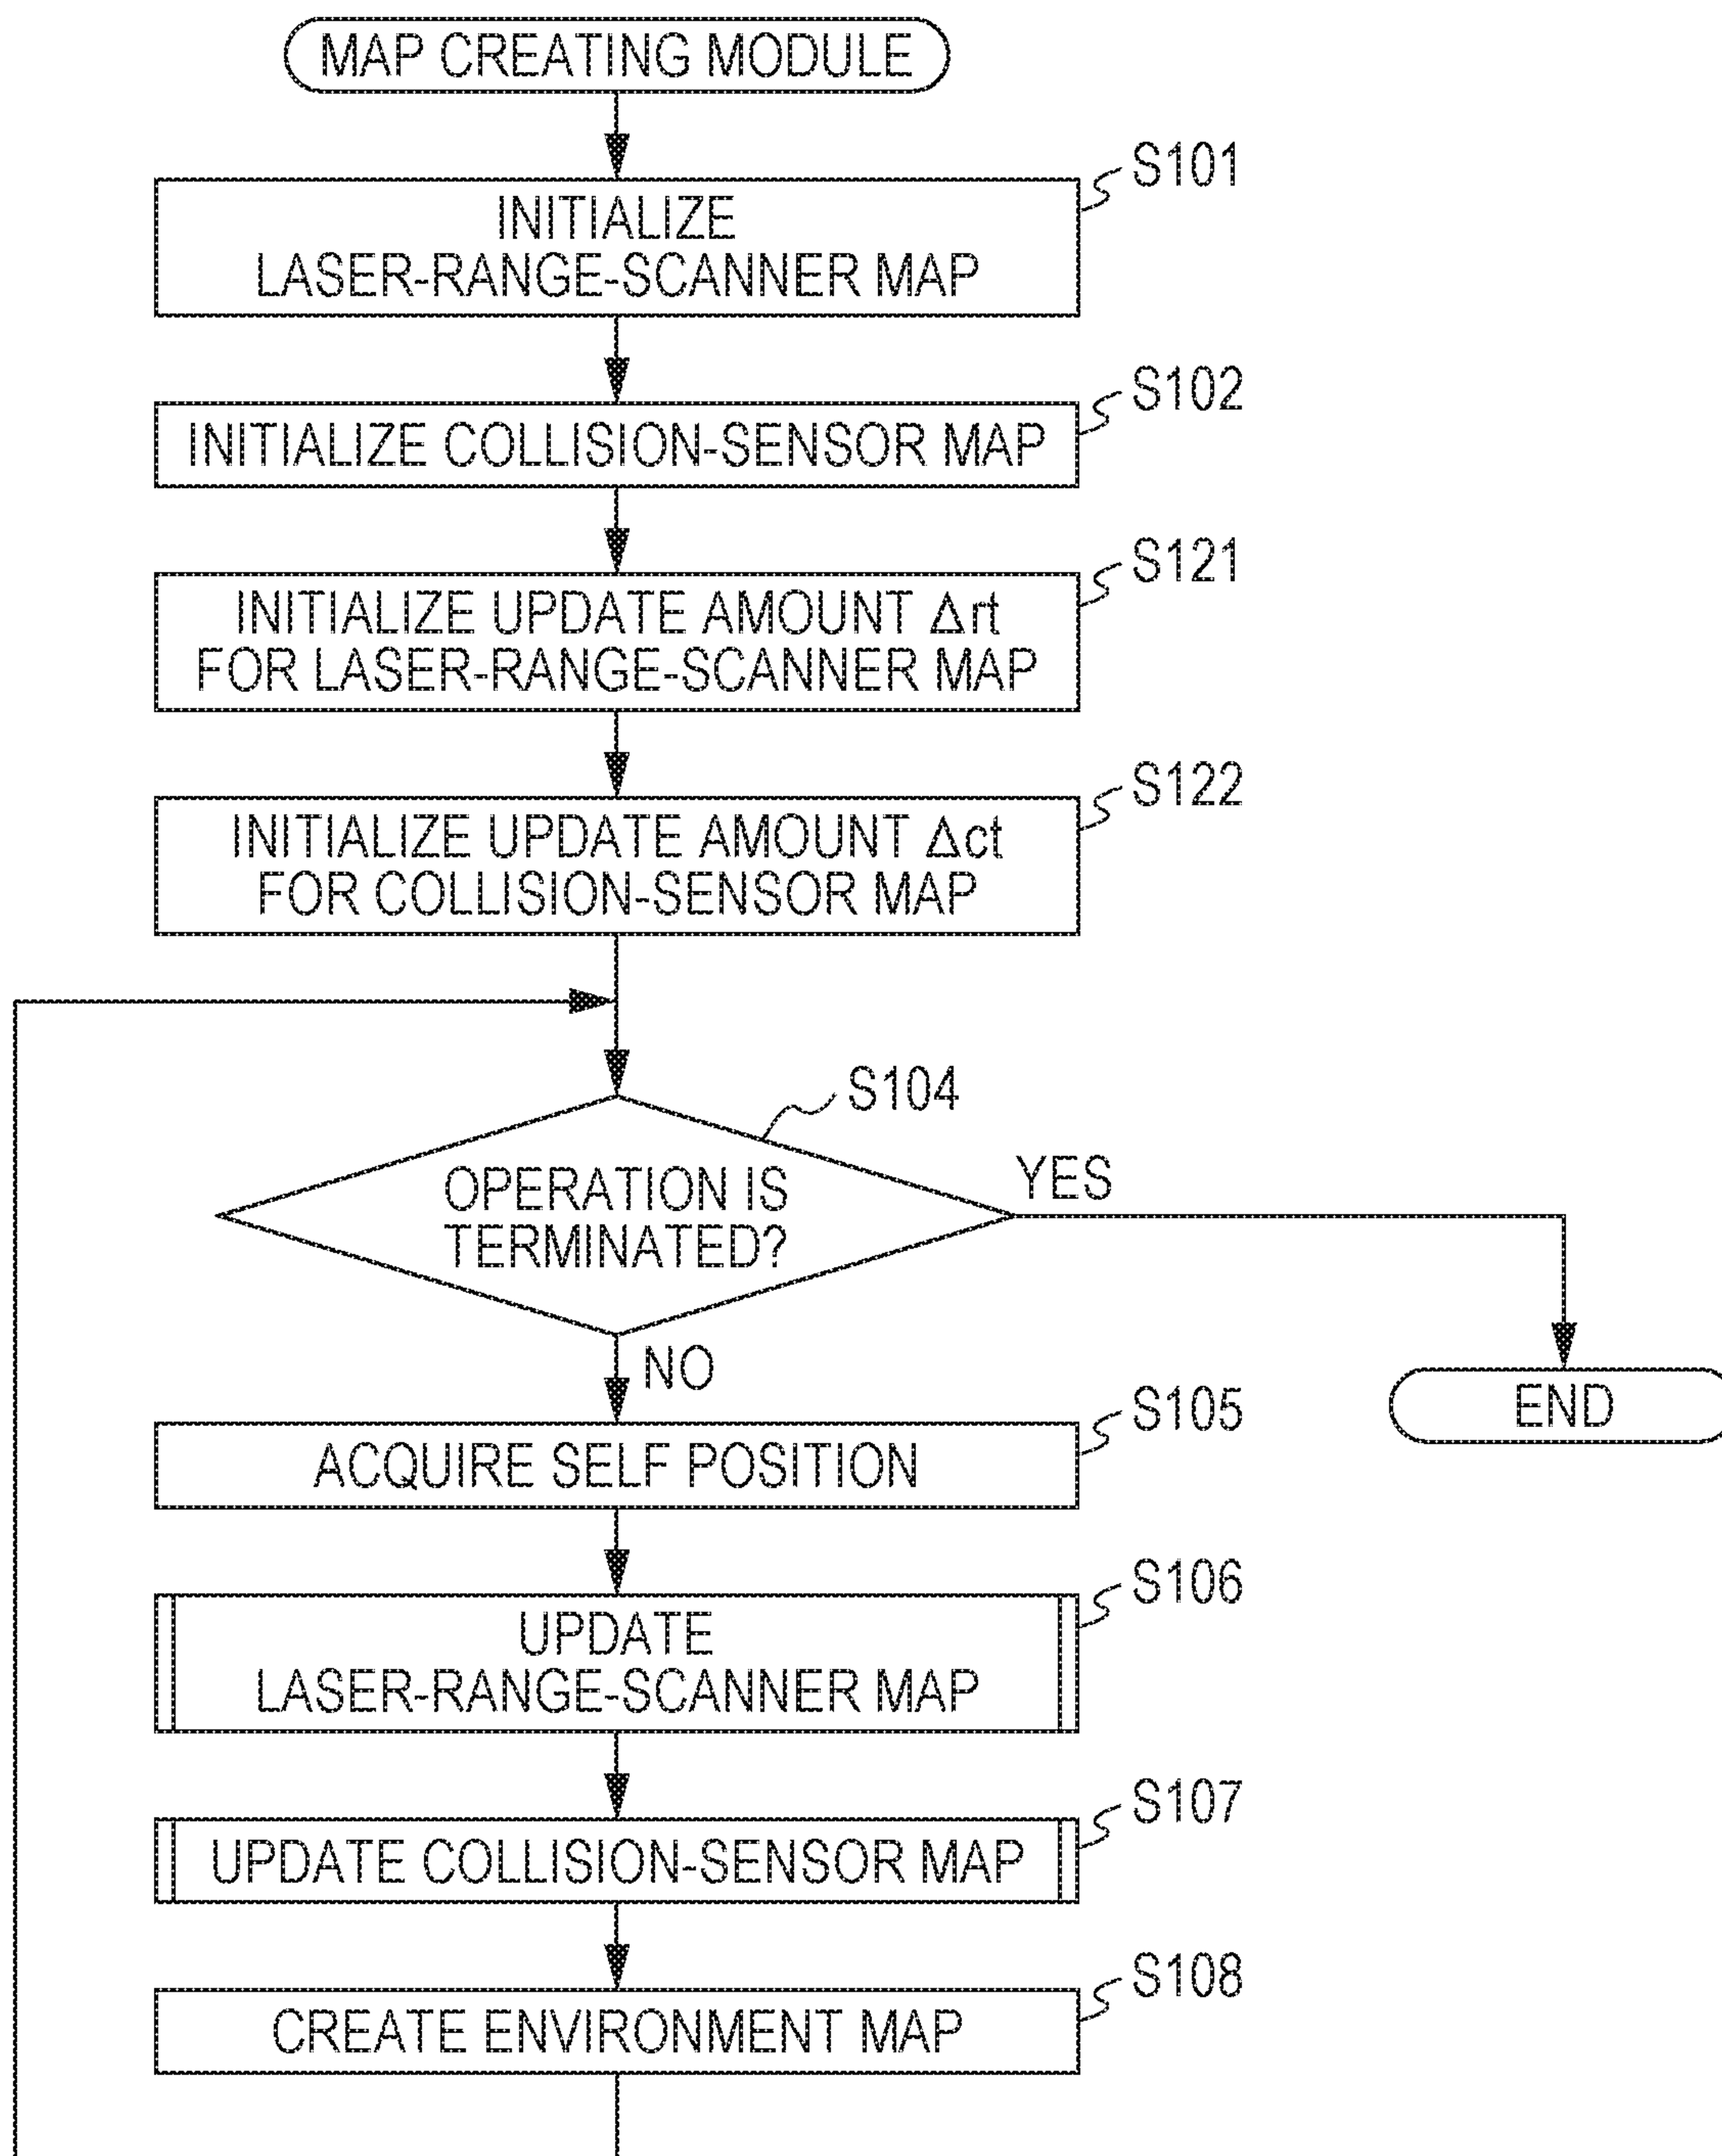 MAP CREATING MODULE
S101
INITIALIZE
LASER-RANGE-SCANNER MAP
S102
INITIALIZE COLLISION-SENSOR MAP
S121
INITIALIZE UPDATE AMOUNT Δrt
FOR LASER-RANGE-SCANNER MAP
S122
INITIALIZE UPDATE AMOUNT Δct
FOR COLLISION-SENSOR MAP
S104
OPERATION IS
TERMINATED?
YES
NO
END
S105
ACQUIRE SELF POSITION
S106
UPDATE
LASER-RANGE-SCANNER MAP
S107
UPDATE COLLISION-SENSOR MAP
S108
CREATE ENVIRONMENT MAP